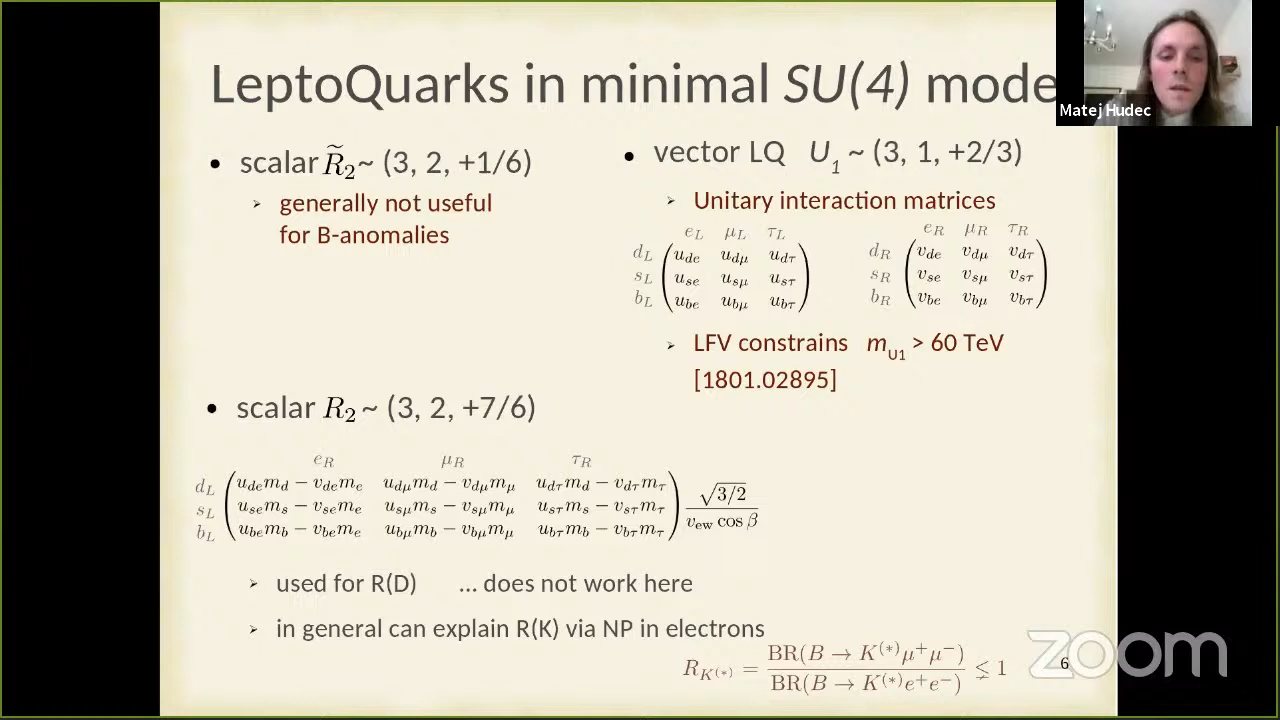 LeptoQuarks in minimal SU(4) mode
Matej Hudec
• scalar R̃₂ ~ (3, 2, +1/6)
➢ generally not useful
for B-anomalies
• vector LQ U₁ ~ (3, 1, +2/3)
➢ Unitary interaction matrices
e_L μ_L τ_L
d_L u_de u_dμ u_dτ
s_L u_se u_sμ u_sτ
b_L u_be u_bμ u_bτ
e_R μ_R τ_R
d_R v_de v_dμ v_dτ
s_R v_se v_sμ v_sτ
b_R v_be v_bμ v_bτ
➢ LFV constrains m_U1 > 60 TeV
[1801.02895]
• scalar R₂ ~ (3, 2, +7/6)
e_R μ_R τ_R
d_L u_de m_d − v_de m_e u_dμ m_d − v_dμ m_μ u_dτ m_d − v_dτ m_τ
s_L u_se m_s − v_se m_e u_sμ m_s − v_sμ m_μ u_sτ m_s − v_sτ m_τ
b_L u_be m_b − v_be m_e u_bμ m_b − v_bμ m_μ u_bτ m_b − v_bτ m_τ
√3/2
v_ew cos β
➢ used for R(D) ... does not work here
➢ in general can explain R(K) via NP in electrons
R_K^(*) = BR(B → K^(*) μ⁺μ⁻) / BR(B → K^(*) e⁺e⁻) ≨ 1
6
zoom